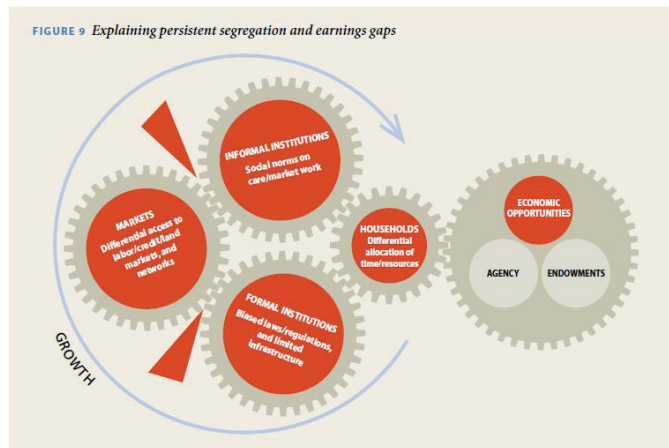 FIGURE 9 Explaining persistent segregation and earnings gaps
INFORMAL INSTITUTIONS
Social norms on
care/market work
MARKETS
Differential access to
labor/credit/land
markets, and
networks
HOUSEHOLDS
Differential
allocation of
time/resources
FORMAL INSTITUTIONS
Biased laws/regulations,
and limited
infrastructure
ECONOMIC
OPPORTUNITIES
AGENCY
ENDOWMENTS
GROWTH